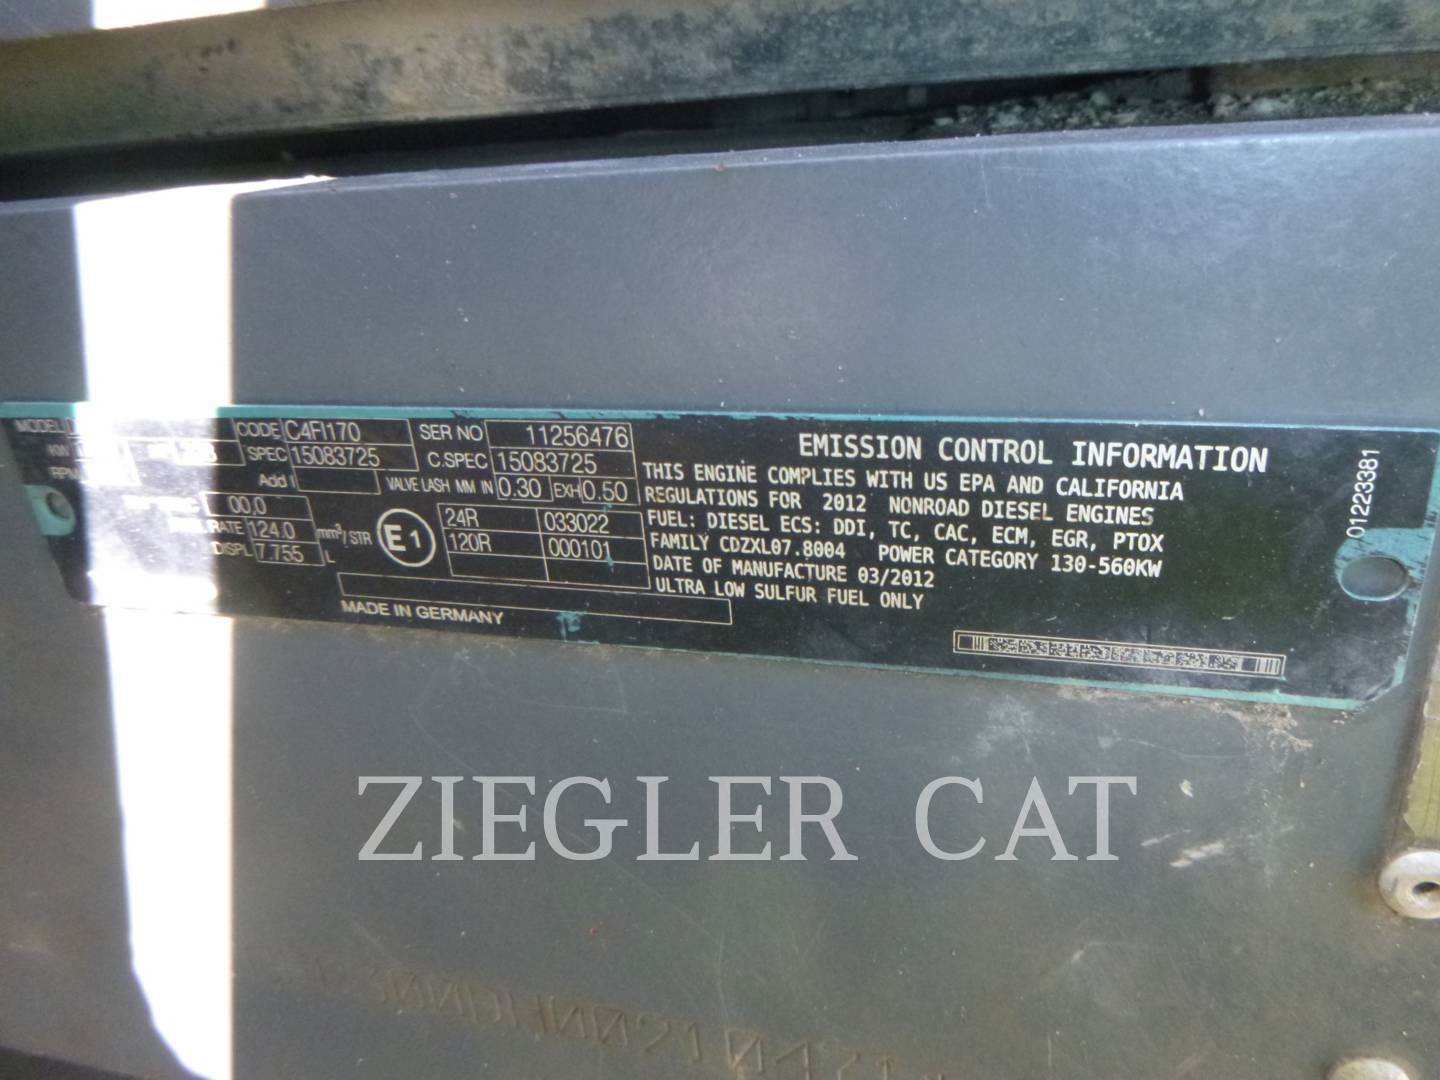 MODEL CODE C4FI170 SER NO 11256476
KW SPEC 15083725 C.SPEC 15083725
RPM Add I VALVE LASH MM IN 0.30 EXH 0.50
00,0 24R 033022
RATE 124.0 mm³/STR E1 120R 000101
DISPL 7.755 L
MADE IN GERMANY
EMISSION CONTROL INFORMATION
THIS ENGINE COMPLIES WITH US EPA AND CALIFORNIA
REGULATIONS FOR 2012 NONROAD DIESEL ENGINES
FUEL: DIESEL ECS: DDI, TC, CAC, ECM, EGR, PTOX
FAMILY CDZXL07.8004 POWER CATEGORY 130-560KW
DATE OF MANUFACTURE 03/2012
ULTRA LOW SULFUR FUEL ONLY
01223381
ZIEGLER CAT